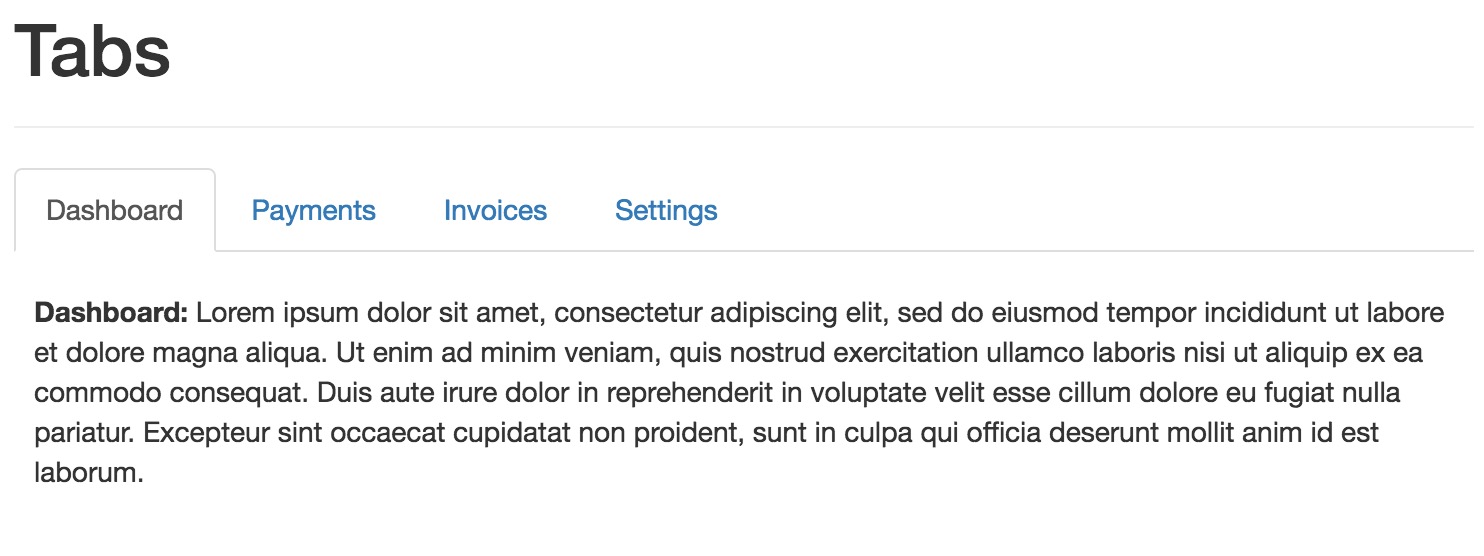 Tabs
Dashboard Payments Invoices Settings
Dashboard: Lorem ipsum dolor sit amet, consectetur adipiscing elit, sed do eiusmod tempor incididunt ut labore
et dolore magna aliqua. Ut enim ad minim veniam, quis nostrud exercitation ullamco laboris nisi ut aliquip ex ea
commodo consequat. Duis aute irure dolor in reprehenderit in voluptate velit esse cillum dolore eu fugiat nulla
pariatur. Excepteur sint occaecat cupidatat non proident, sunt in culpa qui officia deserunt mollit anim id est
laborum.